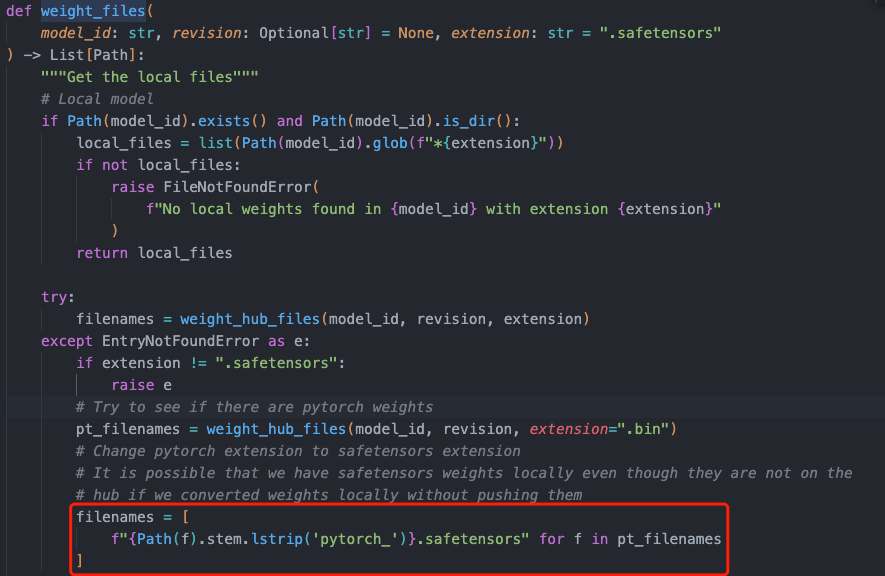 def weight_files(
    model_id: str, revision: Optional[str] = None, extension: str = ".safetensors"
) -> List[Path]:
    """Get the local files"""
    # Local model
    if Path(model_id).exists() and Path(model_id).is_dir():
        local_files = list(Path(model_id).glob(f"*{extension}"))
        if not local_files:
            raise FileNotFoundError(
                f"No local weights found in {model_id} with extension {extension}"
            )
        return local_files

    try:
        filenames = weight_hub_files(model_id, revision, extension)
    except EntryNotFoundError as e:
        if extension != ".safetensors":
            raise e
        # Try to see if there are pytorch weights
        pt_filenames = weight_hub_files(model_id, revision, extension=".bin")
        # Change pytorch extension to safetensors extension
        # It is possible that we have safetensors weights locally even though they are not on the
        # hub if we converted weights locally without pushing them
        filenames = [
            f"{Path(f).stem.lstrip('pytorch_')}.safetensors" for f in pt_filenames
        ]